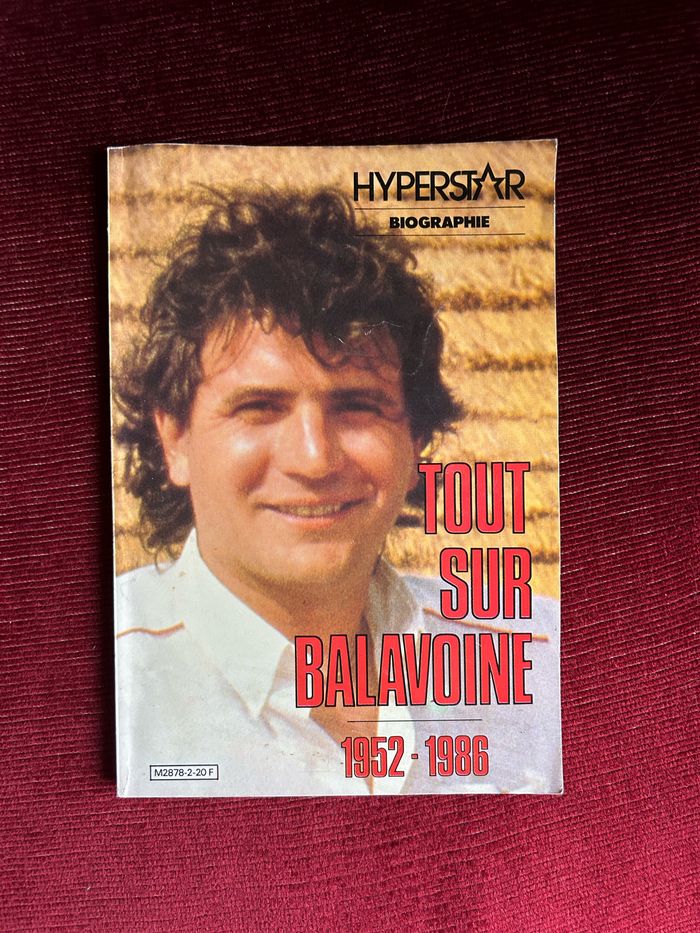 HYPERSTAR
BIOGRAPHIE
TOUT
SUR
BALAVOINE
1952-1986
M2878-2-20 F